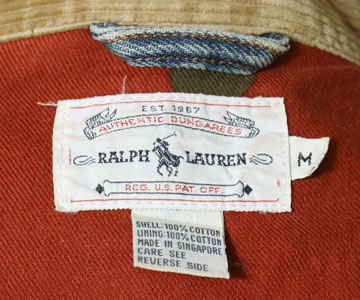 EST. 1967
AUTHENTIC DUNGAREES
RALPH LAUREN
REG. U.S. PAT. OFF.
M
SHELL: 100% COTTON
LINING: 100% COTTON
MADE IN SINGAPORE
CARE SEE
REVERSE SIDE